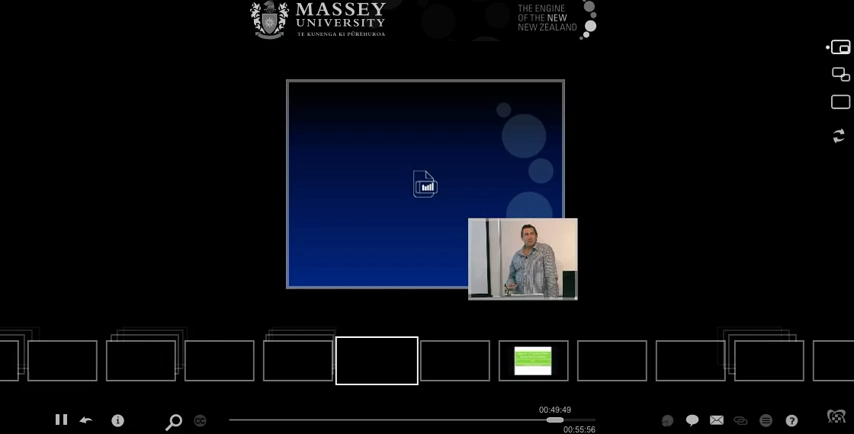 MASSEY
UNIVERSITY
TE KUNENGA KI PŪREHUROA
THE ENGINE
OF THE NEW
NEW ZEALAND
00:49:49
00:55:56